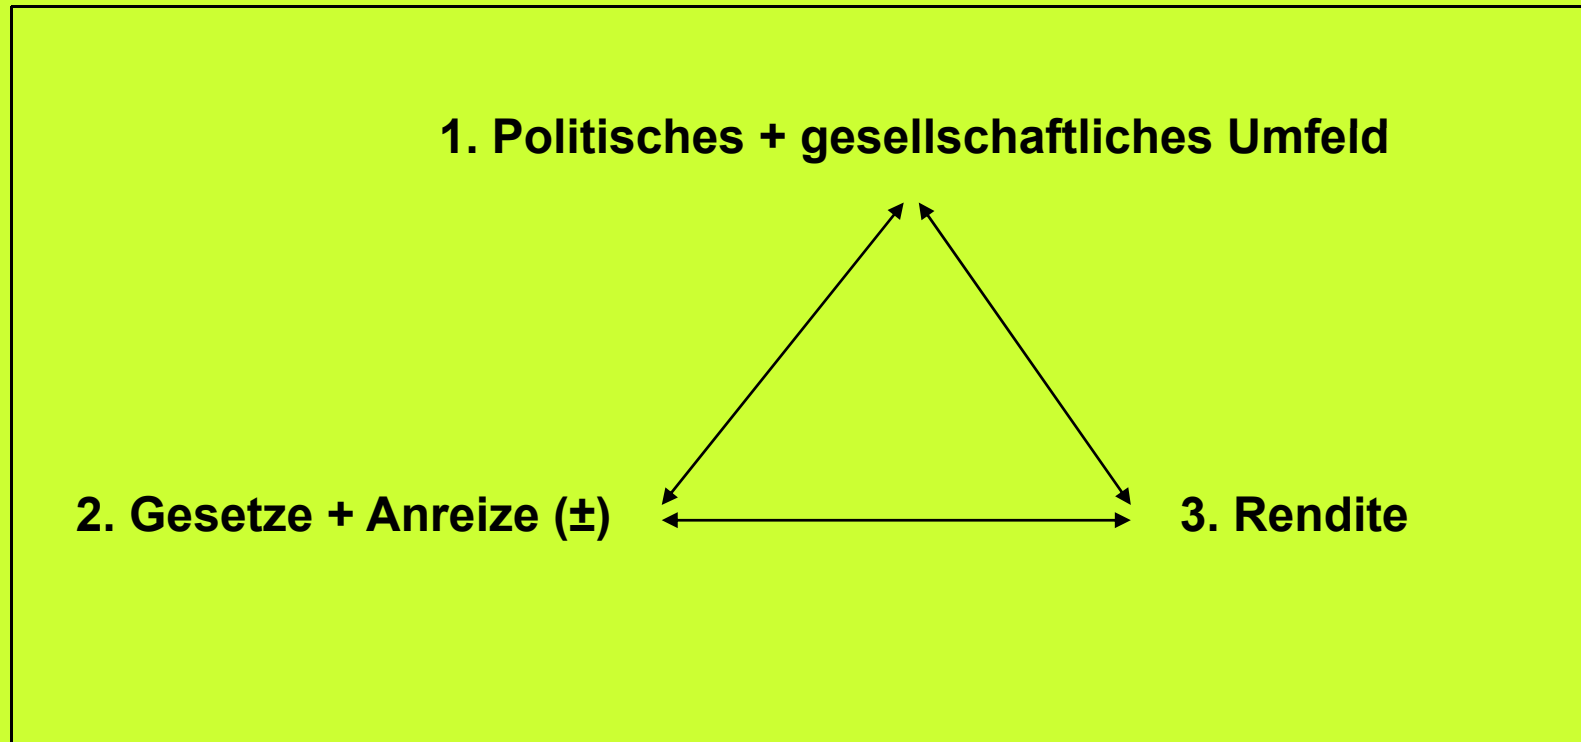 1. Politisches + gesellschaftliches Umfeld
2. Gesetze + Anreize (±)
3. Rendite